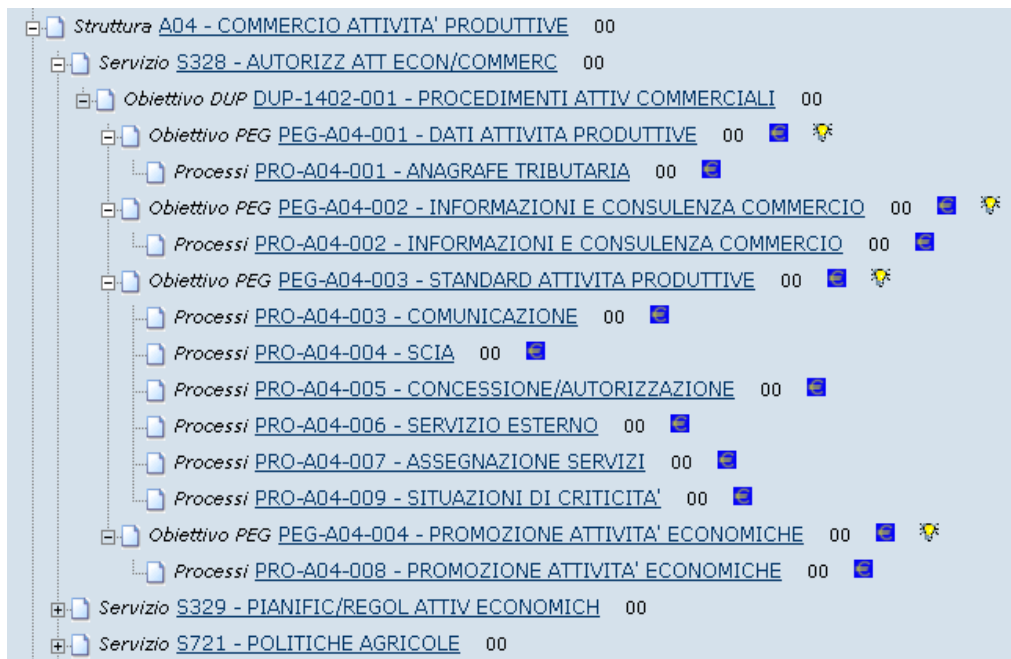 Struttura A04 - COMMERCIO ATTIVITA' PRODUTTIVE 00
Servizio S328 - AUTORIZZ ATT ECON/COMMERC 00
Obiettivo DUP DUP-1402-001 - PROCEDIMENTI ATTIV COMMERCIALI 00
Obiettivo PEG PEG-A04-001 - DATI ATTIVITA PRODUTTIVE 00 €
Processi PRO-A04-001 - ANAGRAFE TRIBUTARIA 00 €
Obiettivo PEG PEG-A04-002 - INFORMAZIONI E CONSULENZA COMMERCIO 00 €
Processi PRO-A04-002 - INFORMAZIONI E CONSULENZA COMMERCIO 00 €
Obiettivo PEG PEG-A04-003 - STANDARD ATTIVITA PRODUTTIVE 00 €
Processi PRO-A04-003 - COMUNICAZIONE 00 €
Processi PRO-A04-004 - SCIA 00 €
Processi PRO-A04-005 - CONCESSIONE/AUTORIZZAZIONE 00 €
Processi PRO-A04-006 - SERVIZIO ESTERNO 00 €
Processi PRO-A04-007 - ASSEGNAZIONE SERVIZI 00 €
Processi PRO-A04-009 - SITUAZIONI DI CRITICITA' 00 €
Obiettivo PEG PEG-A04-004 - PROMOZIONE ATTIVITA' ECONOMICHE 00 €
Processi PRO-A04-008 - PROMOZIONE ATTIVITA' ECONOMICHE 00 €
Servizio S329 - PIANIFIC/REGOL ATTIV ECONOMICH 00
Servizio S721 - POLITICHE AGRICOLE 00